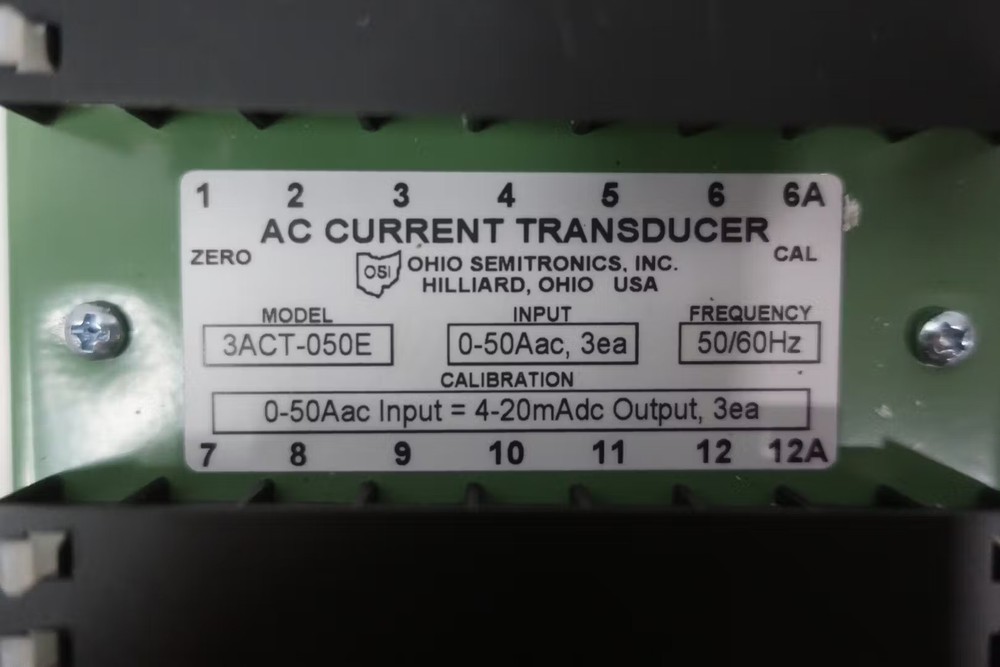 1 2 3 4 5 6 6A
AC CURRENT TRANSDUCER
ZERO
CAL
OSI
OHIO SEMITRONICS, INC.
HILLIARD, OHIO USA
MODEL
INPUT
FREQUENCY
3ACT-050E
0-50Aac, 3ea
50/60Hz
CALIBRATION
0-50Aac Input = 4-20mAdc Output, 3ea
7 8 9 10 11 12 12A